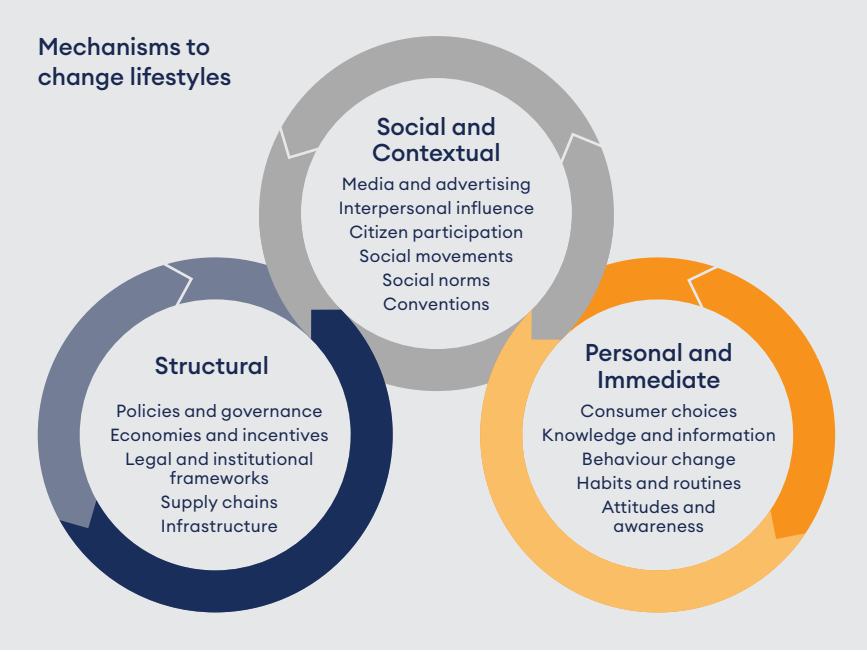 Mechanisms to
change lifestyles
Social and
Contextual
Media and advertising
Interpersonal influence
Citizen participation
Social movements
Social norms
Conventions
Structural
Policies and governance
Economies and incentives
Legal and institutional
frameworks
Supply chains
Infrastructure
Personal and
Immediate
Consumer choices
Knowledge and information
Behaviour change
Habits and routines
Attitudes and
awareness